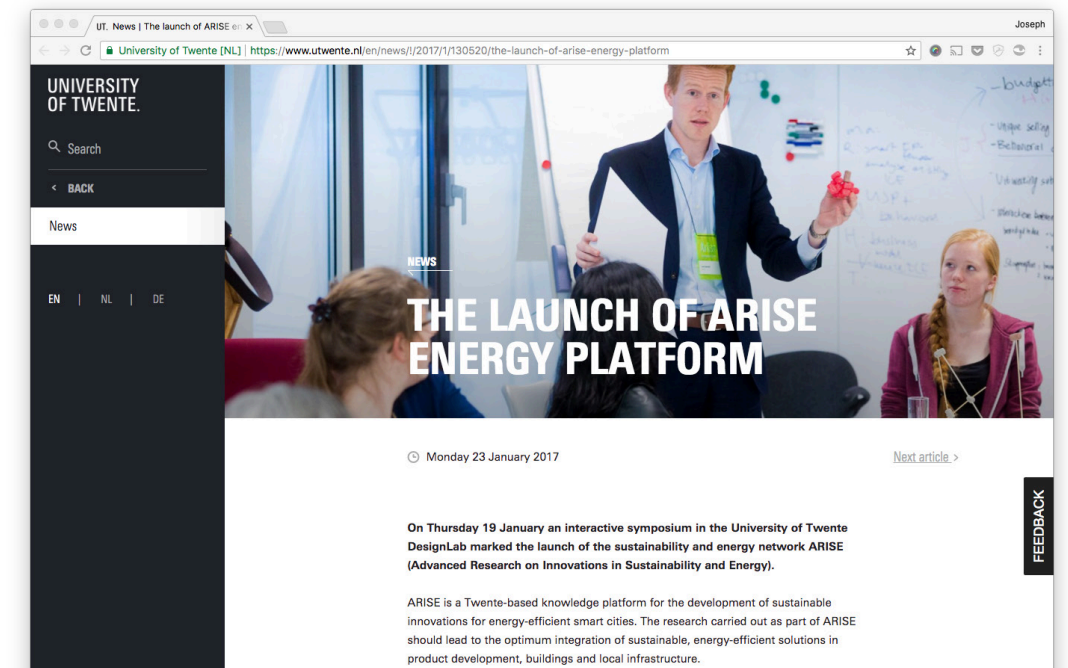 UT. News | The launch of ARISE en
Joseph
University of Twente [NL] | https://www.utwente.nl/en/news/!/2017/1/130520/the-launch-of-arise-energy-platform
UNIVERSITY
OF TWENTE.
Search
BACK
News
EN | NL | DE
- budget
- Unique selling
- Behavioral
NEWS
THE LAUNCH OF ARISE
ENERGY PLATFORM
Monday 23 January 2017
Next article >
FEEDBACK
On Thursday 19 January an interactive symposium in the University of Twente
DesignLab marked the launch of the sustainability and energy network ARISE
(Advanced Research on Innovations in Sustainability and Energy).
ARISE is a Twente-based knowledge platform for the development of sustainable
innovations for energy-efficient smart cities. The research carried out as part of ARISE
should lead to the optimum integration of sustainable, energy-efficient solutions in
product development, buildings and local infrastructure.